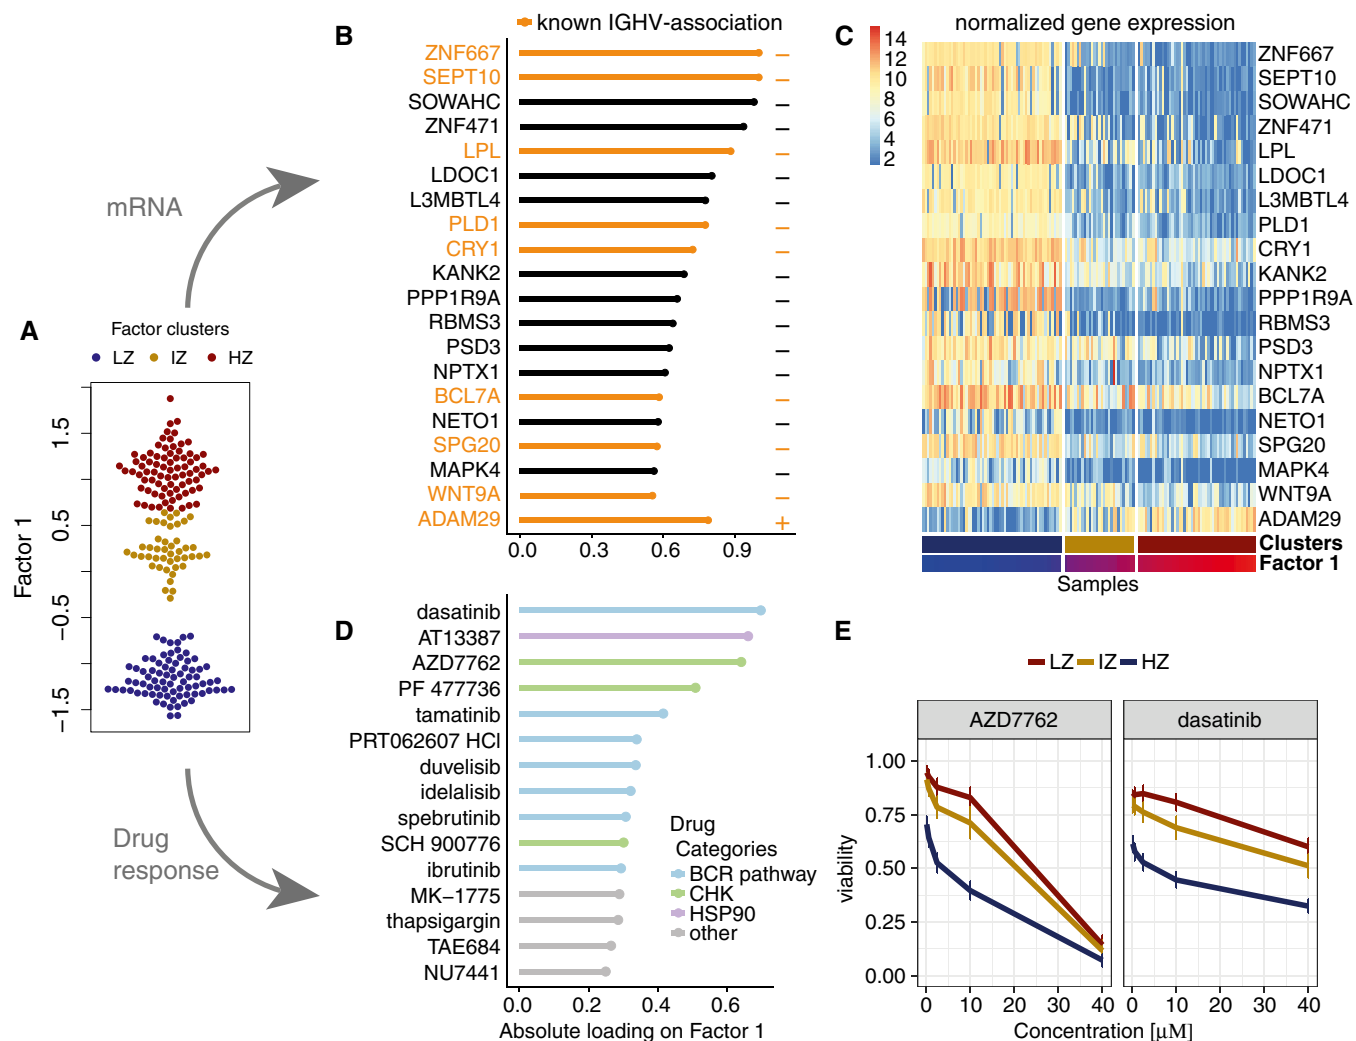 A
Factor clusters
LZ IZ HZ
Factor 1
1.5
0.5
−0.5
−1.5
mRNA
Drug
response
B
known IGHV−association
ZNF667 −
SEPT10 −
SOWAHC −
ZNF471 −
LPL −
LDOC1 −
L3MBTL4 −
PLD1 −
CRY1 −
KANK2 −
PPP1R9A −
RBMS3 −
PSD3 −
NPTX1 −
BCL7A −
NETO1 −
SPG20 −
MAPK4 −
WNT9A −
ADAM29 +
0.0 0.3 0.6 0.9
C
normalized gene expression
14
12
10
8
6
4
2
ZNF667
SEPT10
SOWAHC
ZNF471
LPL
LDOC1
L3MBTL4
PLD1
CRY1
KANK2
PPP1R9A
RBMS3
PSD3
NPTX1
BCL7A
NETO1
SPG20
MAPK4
WNT9A
ADAM29
Clusters
Factor 1
Samples
D
dasatinib
AT13387
AZD7762
PF 477736
tamatinib
PRT062607 HCl
duvelisib
idelalisib
spebrutinib
SCH 900776
ibrutinib
MK−1775
thapsigargin
TAE684
NU7441
Drug
Categories
BCR pathway
CHK
HSP90
other
0.0 0.2 0.4 0.6
Absolute loading on Factor 1
E
LZ IZ HZ
AZD7762 dasatinib
viability
1.00
0.75
0.50
0.25
0.00
0 10 20 30 40 0 10 20 30 40
Concentration [µM]